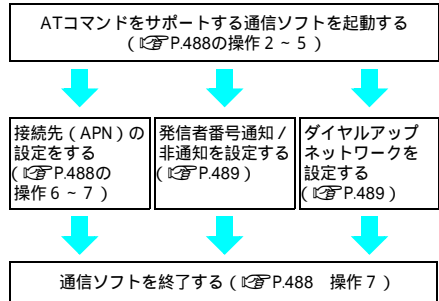 ATコマンドをサポートする通信ソフトを起動する
(☞P.488の操作2~5)
接続先(APN)の
設定をする
(☞P.488の
操作6~7)
発信者番号通知/
非通知を設定する
(☞P.489)
ダイヤルアップ
ネットワークを
設定する
(☞P.489)
通信ソフトを終了する(☞P.488 操作7)